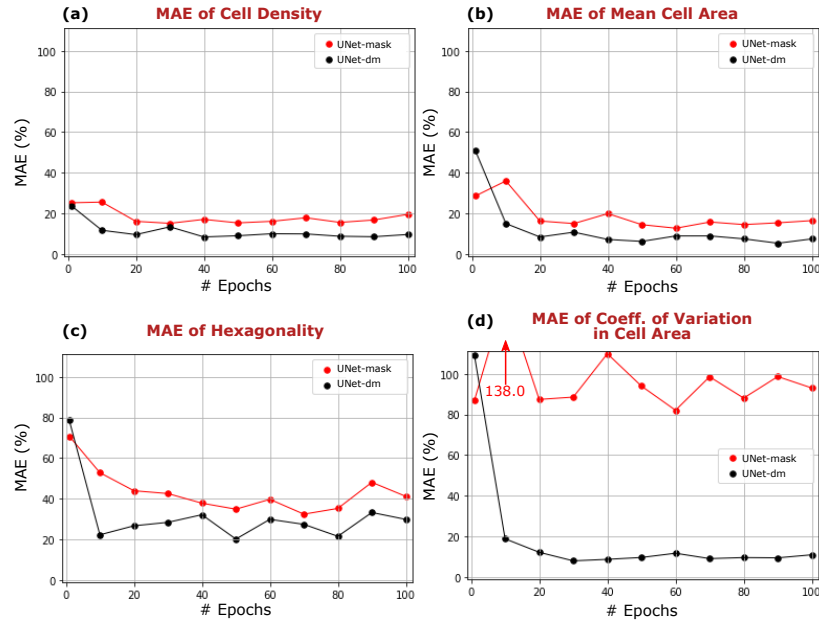 (a)
MAE of Cell Density
MAE (%)
100
80
60
40
20
0
UNet-mask
UNet-dm
0 20 40 60 80 100
# Epochs
(b)
MAE of Mean Cell Area
MAE (%)
100
80
60
40
20
0
UNet-mask
UNet-dm
0 20 40 60 80 100
# Epochs
(c)
MAE of Hexagonality
MAE (%)
100
80
60
40
20
0
UNet-mask
UNet-dm
0 20 40 60 80 100
# Epochs
(d)
MAE of Coeff. of Variation
in Cell Area
MAE (%)
100
80
60
40
20
0
138.0
UNet-mask
UNet-dm
0 20 40 60 80 100
# Epochs